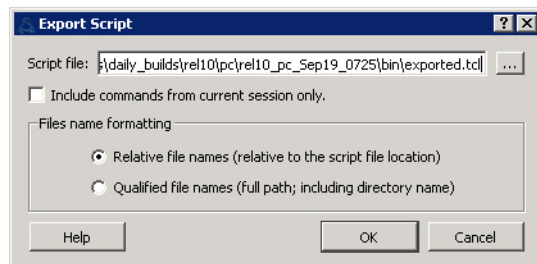 Export Script
Script file: s\daily_builds\rel10\pc\rel10_pc_Sep19_0725\bin\exported.tcl ...
Include commands from current session only.
Files name formatting
Relative file names (relative to the script file location)
Qualified file names (full path; including directory name)
Help OK Cancel